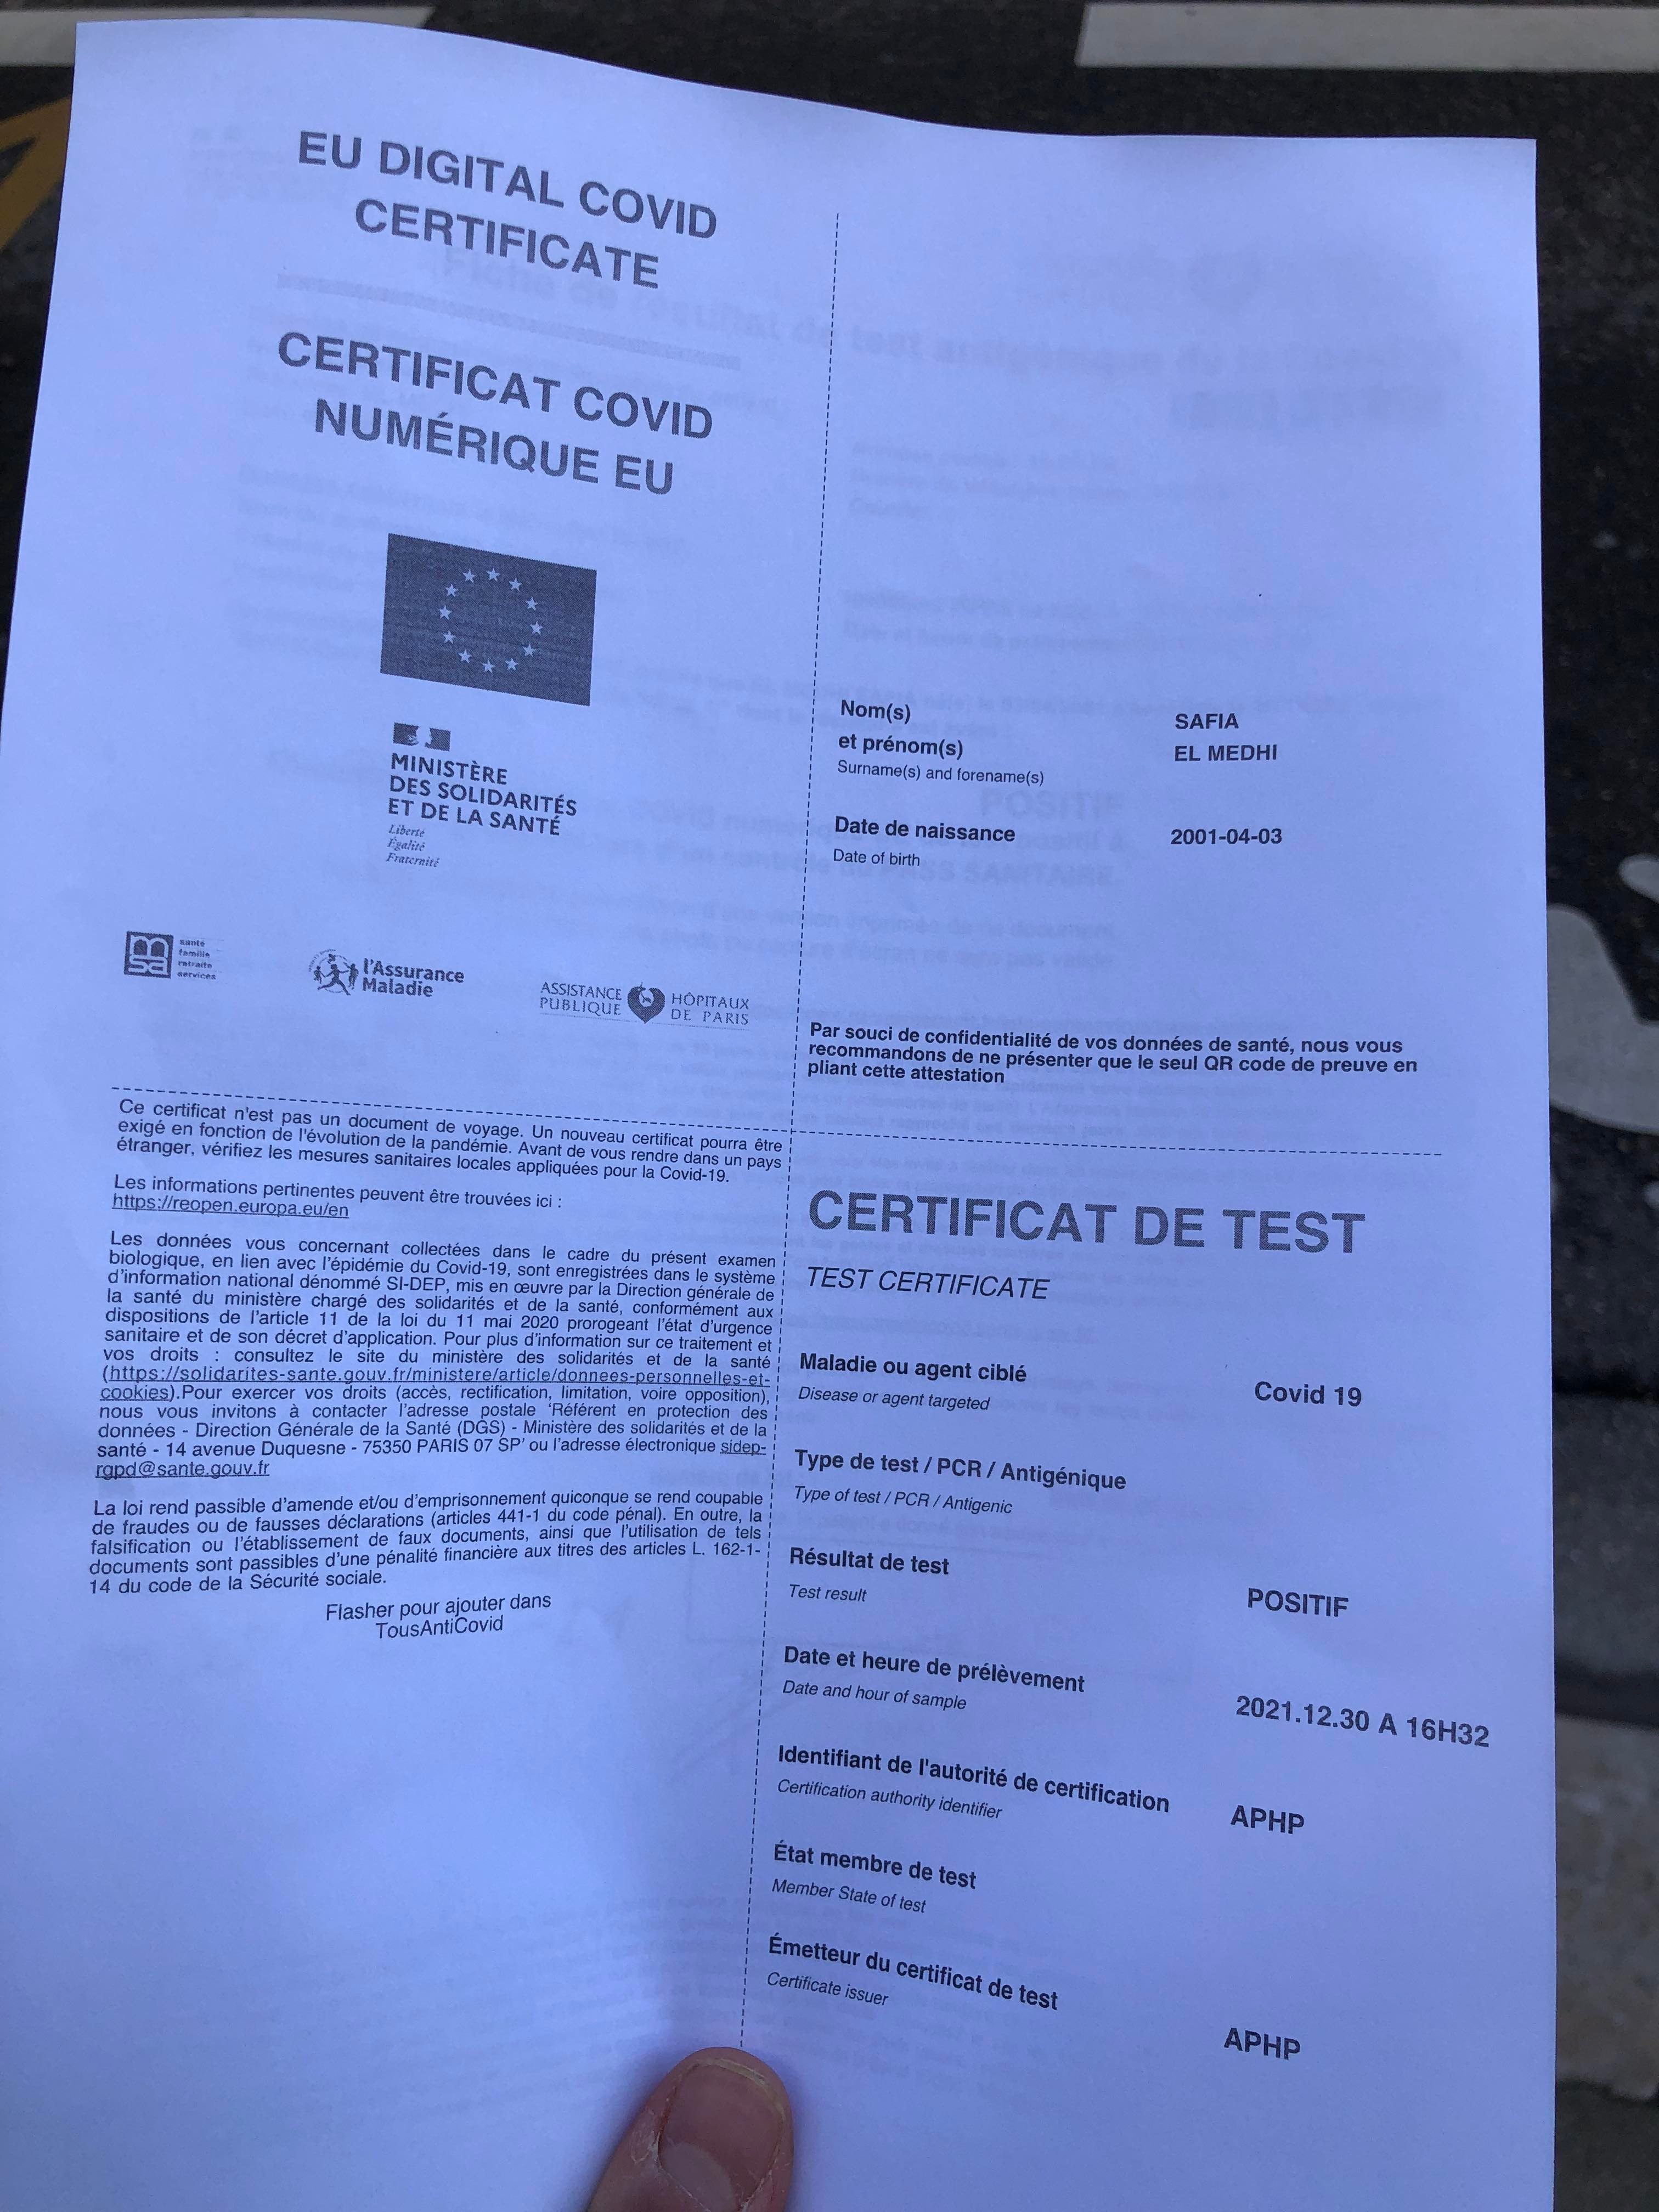 EU DIGITAL COVID
CERTIFICATE
CERTIFICAT COVID
NUMÉRIQUE EU
MINISTÈRE
DES SOLIDARITÉS
ET DE LA SANTÉ
Liberté
Égalité
Fraternité
msa
santé
famille
retraite
services
l'Assurance
Maladie
ASSISTANCE
PUBLIQUE
HÔPITAUX
DE PARIS
Nom(s)
et prénom(s)
Surname(s) and forename(s)
SAFIA
EL MEDHI
Date de naissance
Date of birth
2001-04-03
Par souci de confidentialité de vos données de santé, nous vous
recommandons de ne présenter que le seul QR code de preuve en
pliant cette attestation
Ce certificat n'est pas un document de voyage. Un nouveau certificat pourra être
exigé en fonction de l'évolution de la pandémie. Avant de vous rendre dans un pays
étranger, vérifiez les mesures sanitaires locales appliquées pour la Covid-19.
Les informations pertinentes peuvent être trouvées ici :
https://reopen.europa.eu/en
Les données vous concernant collectées dans le cadre du présent examen
biologique, en lien avec l'épidémie du Covid-19, sont enregistrées dans le système
d'information national dénommé SI-DEP, mis en œuvre par la Direction générale de
la santé du ministère chargé des solidarités et de la santé, conformément aux
dispositions de l'article 11 de la loi du 11 mai 2020 prorogeant l'état d'urgence
sanitaire et de son décret d'application. Pour plus d'information sur ce traitement et
vos droits : consultez le site du ministère des solidarités et de la santé
(https://solidarites-sante.gouv.fr/ministere/article/donnees-personnelles-et-
cookies).Pour exercer vos droits (accès, rectification, limitation, voire opposition),
nous vous invitons à contacter l'adresse postale 'Référent en protection des
données - Direction Générale de la Santé (DGS) - Ministère des solidarités et de la
santé - 14 avenue Duquesne - 75350 PARIS 07 SP' ou l'adresse électronique sidep-
rgpd@sante.gouv.fr
La loi rend passible d'amende et/ou d'emprisonnement quiconque se rend coupable
de fraudes ou de fausses déclarations (articles 441-1 du code pénal). En outre, la
falsification ou l'établissement de faux documents, ainsi que l'utilisation de tels
documents sont passibles d'une pénalité financière aux titres des articles L. 162-1-
14 du code de la Sécurité sociale.
Flasher pour ajouter dans
TousAntiCovid
CERTIFICAT DE TEST
TEST CERTIFICATE
Maladie ou agent ciblé
Disease or agent targeted
Covid 19
Type de test / PCR / Antigénique
Type of test / PCR / Antigenic
Résultat de test
Test result
POSITIF
Date et heure de prélèvement
Date and hour of sample
2021.12.30 A 16H32
Identifiant de l'autorité de certification
Certification authority identifier
APHP
État membre de test
Member State of test
Émetteur du certificat de test
Certificate issuer
APHP